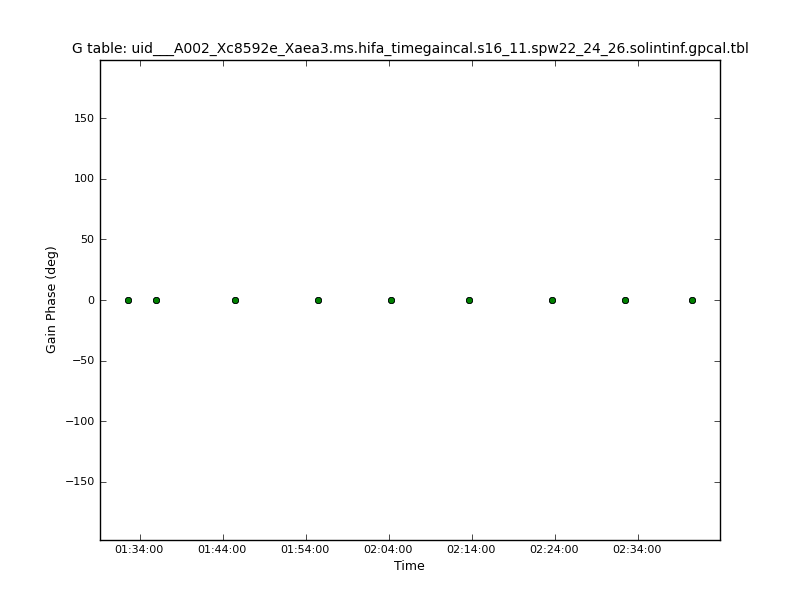 G table: uid___A002_Xc8592e_Xaea3.ms.hifa_timegaincal.s16_11.spw22_24_26.solintinf.gpcal.tbl
150
100
50
0
−50
−100
−150
Gain Phase (deg)
01:34:00 01:44:00 01:54:00 02:04:00 02:14:00 02:24:00 02:34:00
Time